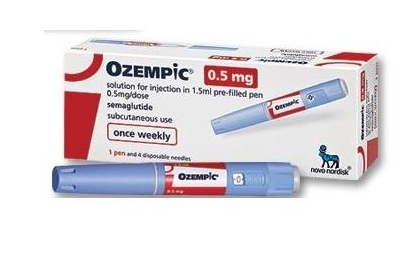 OZEMPIC® 0.5 mg
solution for injection in 1.5ml pre-filled pen
0.5mg/dose
semaglutide
subcutaneous use
once weekly
1 pen and 4 disposable needles
novo nordisk®
OZEMPIC®
0.5 mg